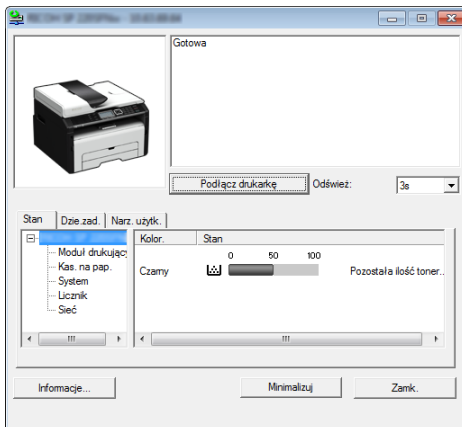 Gotowa
Podłącz drukarkę
Odśwież:
3s
Stan
Dzie.zad.
Narz. użytk.
Kolor.
Stan
Moduł drukując
Kas. na pap.
System
Licznik
Sieć
0 50 100
Czarny
Pozostała ilość toner..
Informacje...
Minimalizuj
Zamk.